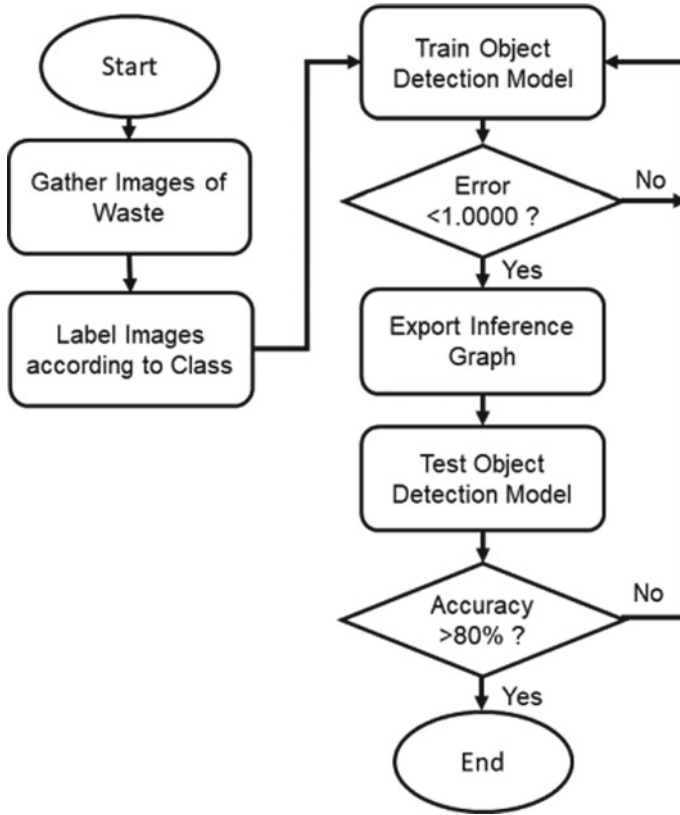 Start
Gather Images of
Waste
Label Images
according to Class
Train Object
Detection Model
Error
<1.0000 ?
No
Yes
Export Inference
Graph
Test Object
Detection Model
Accuracy
>80% ?
No
Yes
End